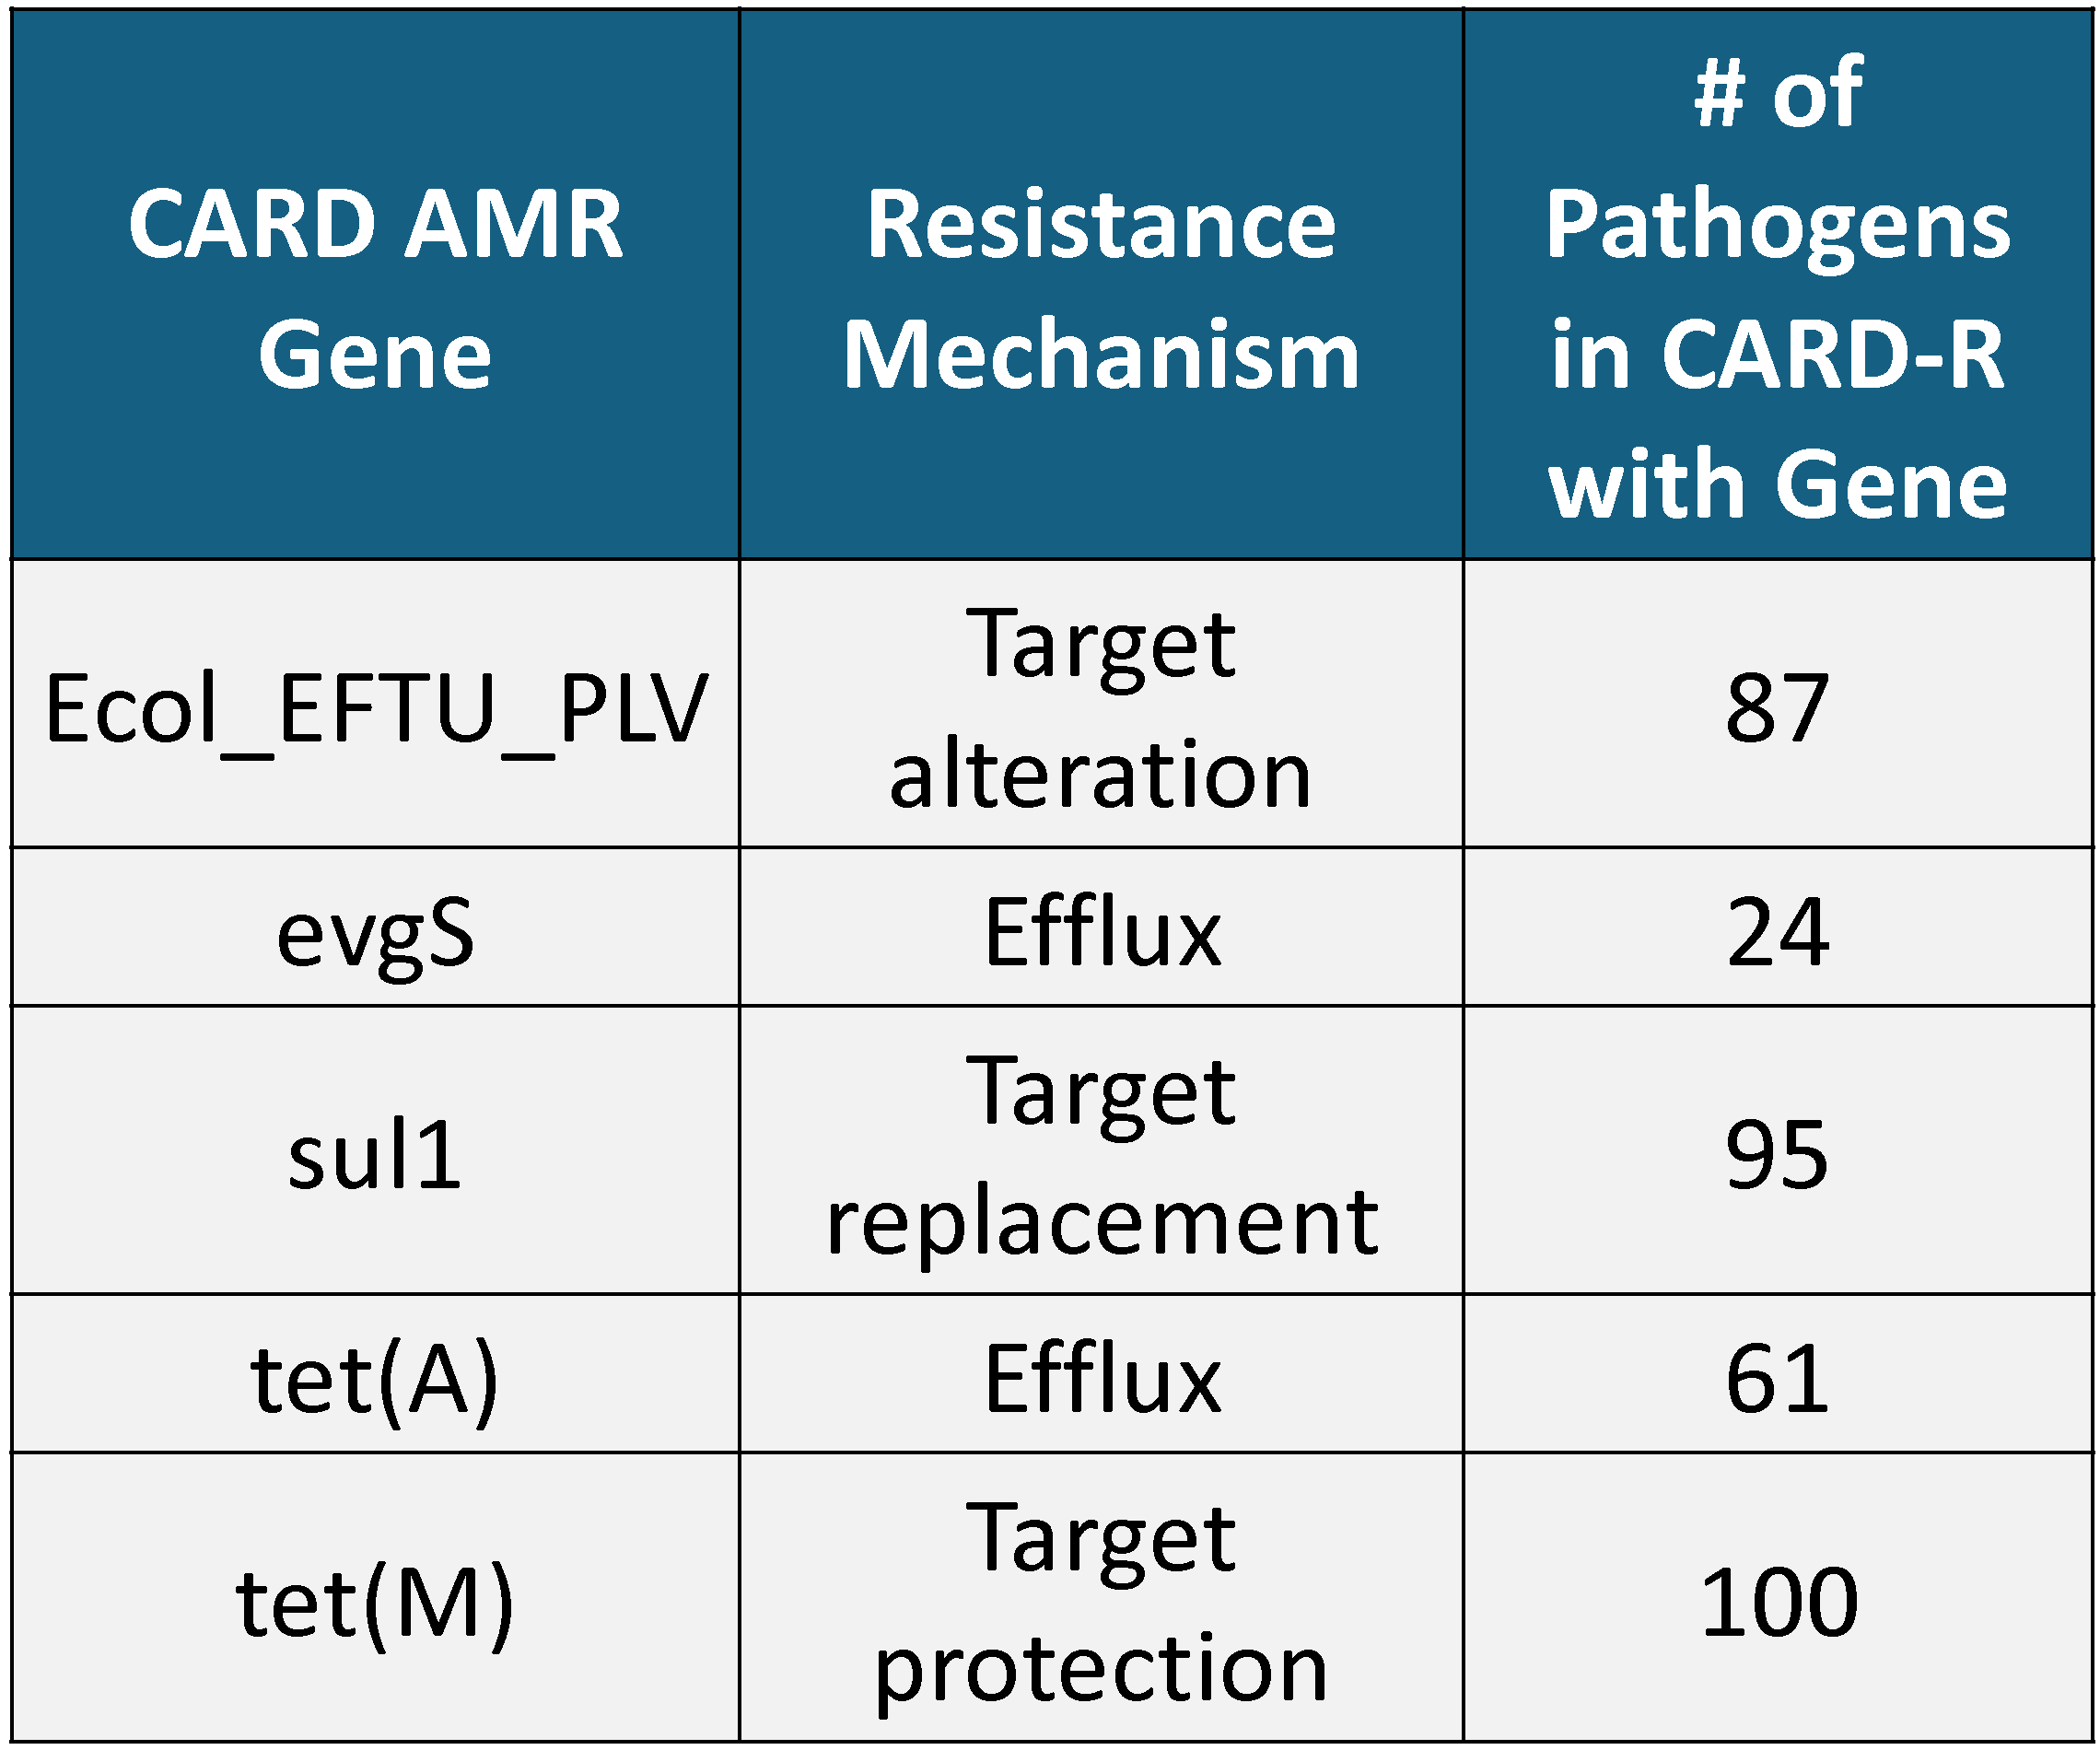 CARD AMR
Gene
Resistance
Mechanism
# of
Pathogens
in CARD-R
with Gene
Ecol_EFTU_PLV
Target
alteration
87
evgS
Efflux
24
sul1
Target
replacement
95
tet(A)
Efflux
61
tet(M)
Target
protection
100